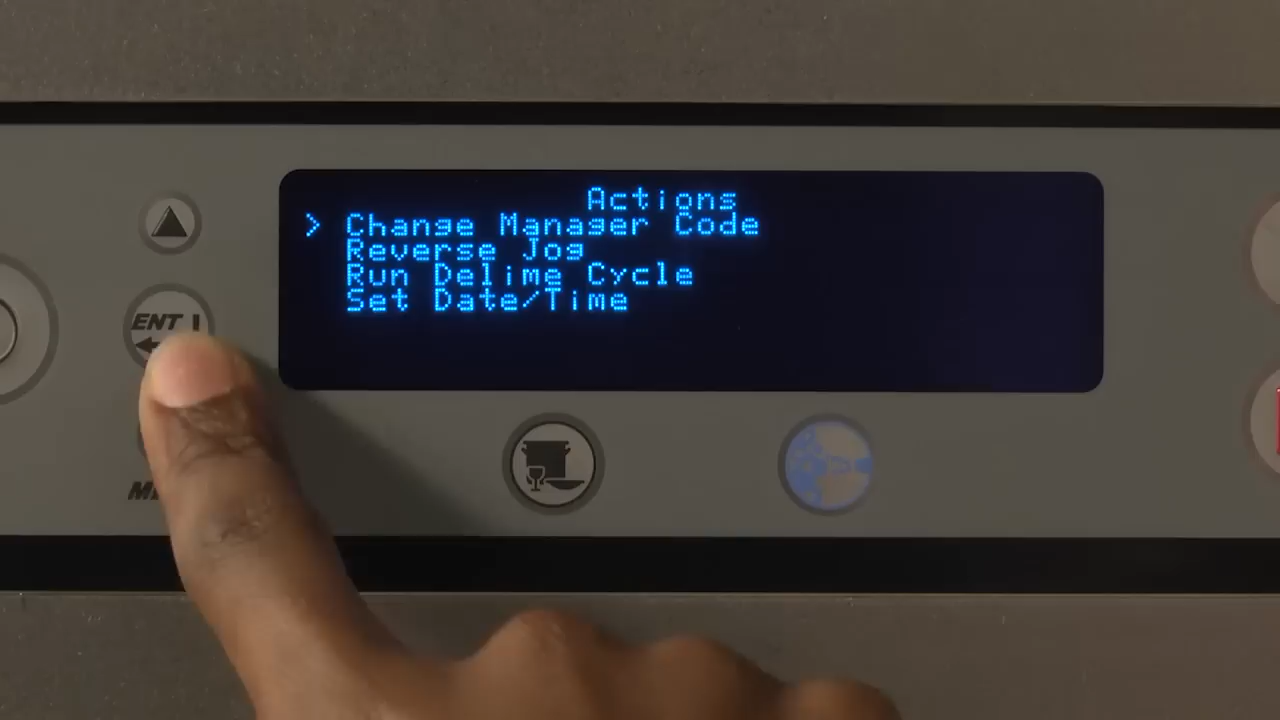 Actions
> Change Manager Code
Reverse Jog
Run Delime Cycle
Set Date/Time
ENT